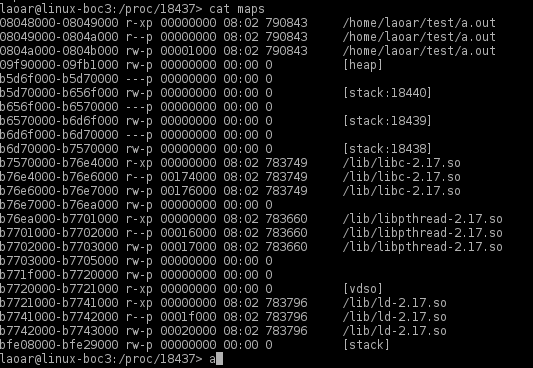 laoar@linux-boc3:/proc/18437> cat maps
08048000-08049000 r-xp 00000000 08:02 790843 /home/laoar/test/a.out
08049000-0804a000 r--p 00000000 08:02 790843 /home/laoar/test/a.out
0804a000-0804b000 rw-p 00001000 08:02 790843 /home/laoar/test/a.out
09f90000-09fb1000 rw-p 00000000 00:00 0 [heap]
b5d6f000-b5d70000 ---p 00000000 00:00 0
b5d70000-b656f000 rw-p 00000000 00:00 0 [stack:18440]
b656f000-b6570000 ---p 00000000 00:00 0
b6570000-b6d6f000 rw-p 00000000 00:00 0 [stack:18439]
b6d6f000-b6d70000 ---p 00000000 00:00 0
b6d70000-b7570000 rw-p 00000000 00:00 0 [stack:18438]
b7570000-b76e4000 r-xp 00000000 08:02 783749 /lib/libc-2.17.so
b76e4000-b76e6000 r--p 00174000 08:02 783749 /lib/libc-2.17.so
b76e6000-b76e7000 rw-p 00176000 08:02 783749 /lib/libc-2.17.so
b76e7000-b76ea000 rw-p 00000000 00:00 0
b76ea000-b7701000 r-xp 00000000 08:02 783660 /lib/libpthread-2.17.so
b7701000-b7702000 r--p 00016000 08:02 783660 /lib/libpthread-2.17.so
b7702000-b7703000 rw-p 00017000 08:02 783660 /lib/libpthread-2.17.so
b7703000-b7705000 rw-p 00000000 00:00 0
b771f000-b7720000 rw-p 00000000 00:00 0
b7720000-b7721000 r-xp 00000000 00:00 0 [vdso]
b7721000-b7741000 r-xp 00000000 08:02 783796 /lib/ld-2.17.so
b7741000-b7742000 r--p 0001f000 08:02 783796 /lib/ld-2.17.so
b7742000-b7743000 rw-p 00020000 08:02 783796 /lib/ld-2.17.so
bfe08000-bfe29000 rw-p 00000000 00:00 0 [stack]
laoar@linux-boc3:/proc/18437> a